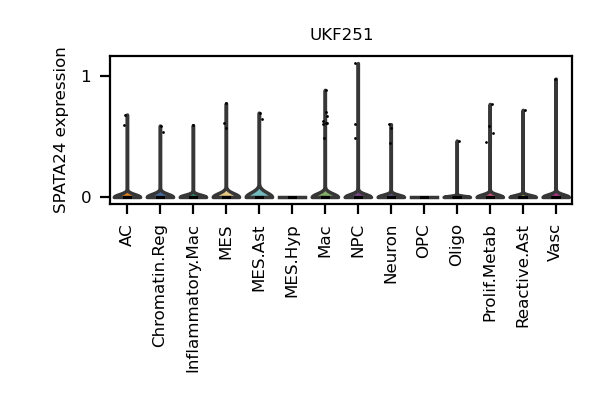 UKF251
SPATA24 expression
1
0
AC
Chromatin.Reg
Inflammatory.Mac
MES
MES.Ast
MES.Hyp
Mac
NPC
Neuron
OPC
Oligo
Prolif.Metab
Reactive.Ast
Vasc